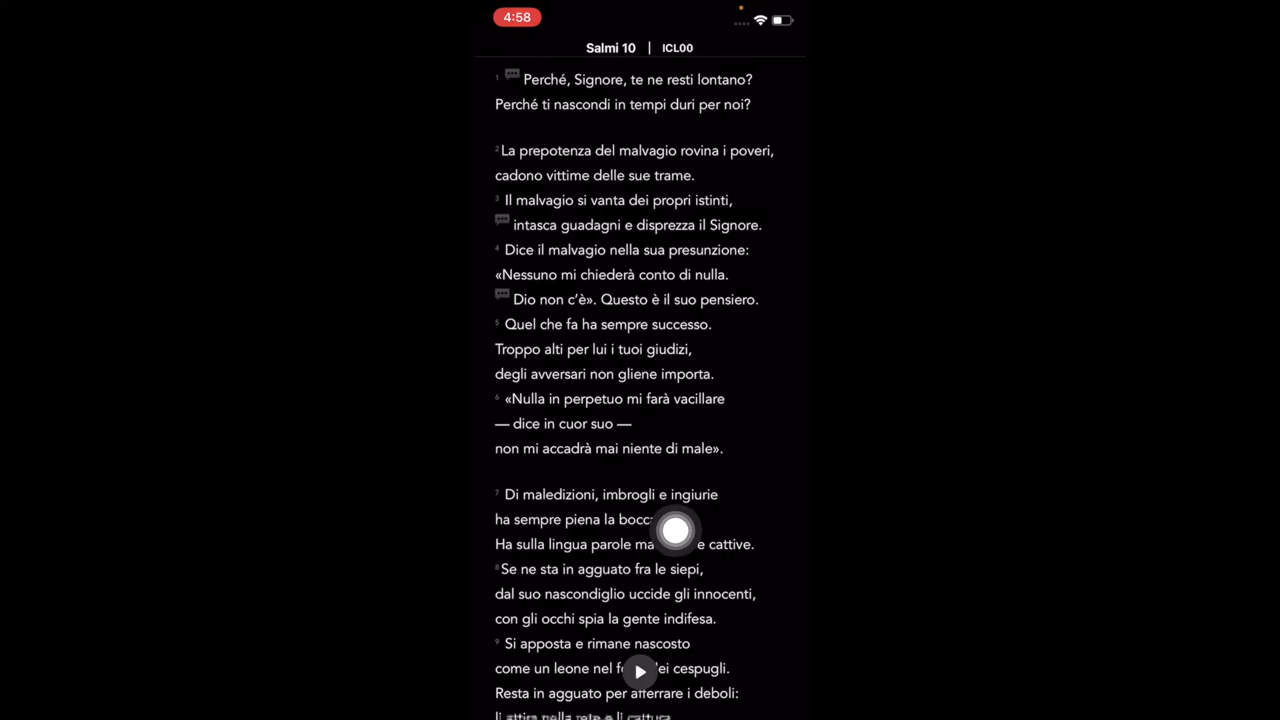 4:58
Salmi 10 | ICL00
1 Perché, Signore, te ne resti lontano?
Perché ti nascondi in tempi duri per noi?
2 La prepotenza del malvagio rovina i poveri,
cadono vittime delle sue trame.
3 Il malvagio si vanta dei propri istinti,
intasca guadagni e disprezza il Signore.
4 Dice il malvagio nella sua presunzione:
«Nessuno mi chiederà conto di nulla.
Dio non c’è». Questo è il suo pensiero.
5 Quel che fa ha sempre successo.
Troppo alti per lui i tuoi giudizi,
degli avversari non gliene importa.
6 «Nulla in perpetuo mi farà vacillare
— dice in cuor suo —
non mi accadrà mai niente di male».
7 Di maledizioni, imbrogli e ingiurie
ha sempre piena la
Ha sulla lingua parole e cattive.
8 Se ne sta in agguato fra le siepi,
dal suo nascondiglio uccide gli innocenti,
con gli occhi spia la gente indifesa.
9 Si apposta e rimane nascosto
come un leone nel cespugli.
Resta in agguato per afferrare i deboli:
li attira nella rete e li cattura